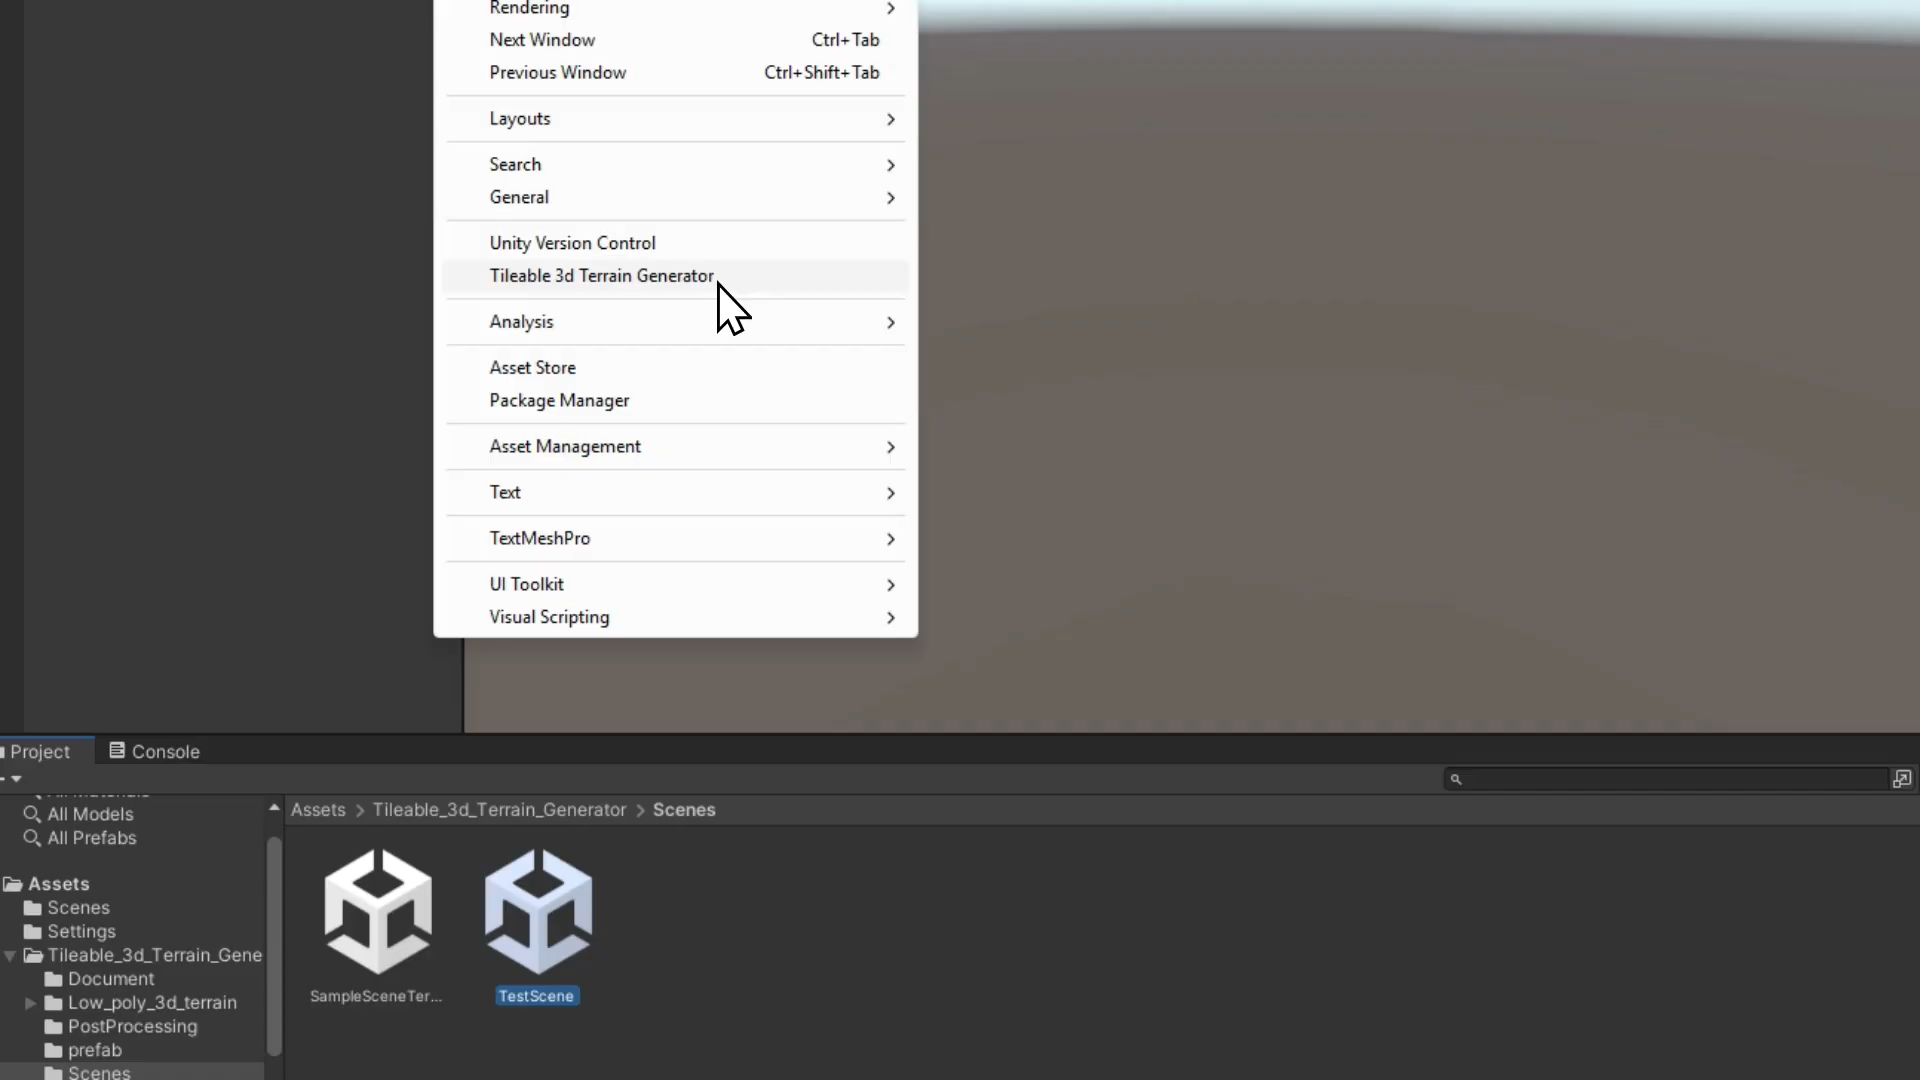 Rendering
Next Window Ctrl+Tab
Previous Window Ctrl+Shift+Tab
Layouts
Search
General
Unity Version Control
Tileable 3d Terrain Generator
Analysis
Asset Store
Package Manager
Asset Management
Text
TextMeshPro
UI Toolkit
Visual Scripting
Project Console
All Models
All Prefabs
Assets
Scenes
Settings
Tileable_3d_Terrain_Gene
Document
Low_poly_3d_terrain
PostProcessing
prefab
Scenes
Assets > Tileable_3d_Terrain_Generator > Scenes
SampleSceneTer...
TestScene